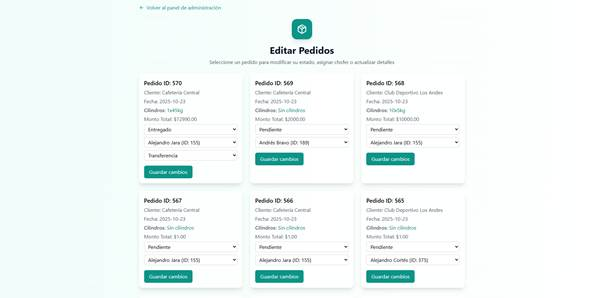 ← Volver al panel de administración
Editar Pedidos
Seleccione un pedido para modificar su estado, asignar chofer o actualizar detalles
Pedido ID: 570
Cliente: Cafetería Central
Fecha: 2025-10-23
Cilindros: 1x45kg
Monto Total: $72990.00
Entregado
Alejandro Jara (ID: 155)
Transferencia
Guardar cambios
Pedido ID: 569
Cliente: Cafetería Central
Fecha: 2025-10-23
Cilindros: Sin cilindros
Monto Total: $2000.00
Pendiente
Andrés Bravo (ID: 189)
Guardar cambios
Pedido ID: 568
Cliente: Club Deportivo Los Andes
Fecha: 2025-10-23
Cilindros: 10x5kg
Monto Total: $10000.00
Pendiente
Alejandro Jara (ID: 155)
Guardar cambios
Pedido ID: 567
Cliente: Cafetería Central
Fecha: 2025-10-23
Cilindros: Sin cilindros
Monto Total: $1.00
Pendiente
Alejandro Jara (ID: 155)
Guardar cambios
Pedido ID: 566
Cliente: Cafetería Central
Fecha: 2025-10-23
Cilindros: Sin cilindros
Monto Total: $1.00
Pendiente
Alejandro Jara (ID: 155)
Guardar cambios
Pedido ID: 565
Cliente: Club Deportivo Los Andes
Fecha: 2025-10-23
Cilindros: Sin cilindros
Monto Total: $1.00
Pendiente
Alejandro Cortés (ID: 375)
Guardar cambios